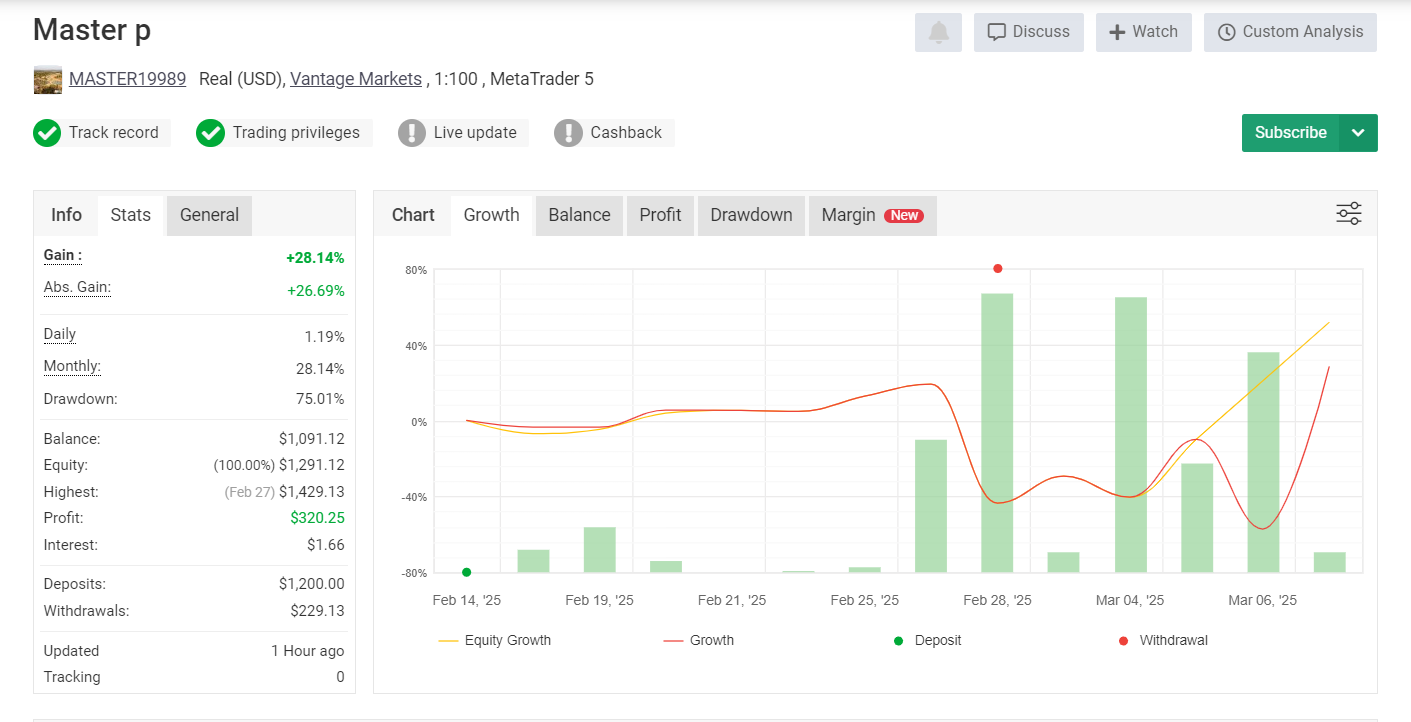 Master p
Discuss
Watch
Custom Analysis
MASTER19989 Real (USD), Vantage Markets , 1:100 , MetaTrader 5
Track record
Trading privileges
Live update
Cashback
Subscribe
Info Stats General
Gain : +28.14%
Abs. Gain: +26.69%
Daily 1.19%
Monthly: 28.14%
Drawdown: 75.01%
Balance: $1,091.12
Equity: (100.00%) $1,291.12
Highest: (Feb 27) $1,429.13
Profit: $320.25
Interest: $1.66
Deposits: $1,200.00
Withdrawals: $229.13
Updated 1 Hour ago
Tracking 0
Chart Growth Balance Profit Drawdown Margin New
80%
40%
0%
-40%
-80%
Feb 14, '25 Feb 19, '25 Feb 21, '25 Feb 25, '25 Feb 28, '25 Mar 04, '25 Mar 06, '25
Equity Growth Growth Deposit Withdrawal